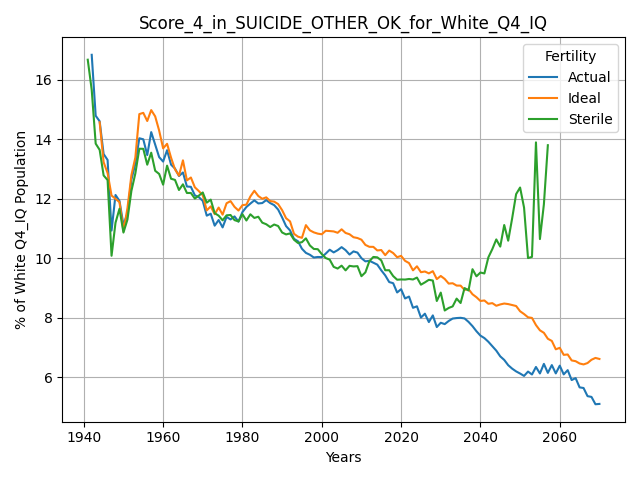 Score_4_in_SUICIDE_OTHER_OK_for_White_Q4_IQ
Fertility
Actual
Ideal
Sterile
% of White Q4_IQ Population
16
14
12
10
8
6
1940
1960
1980
2000
2020
2040
2060
Years